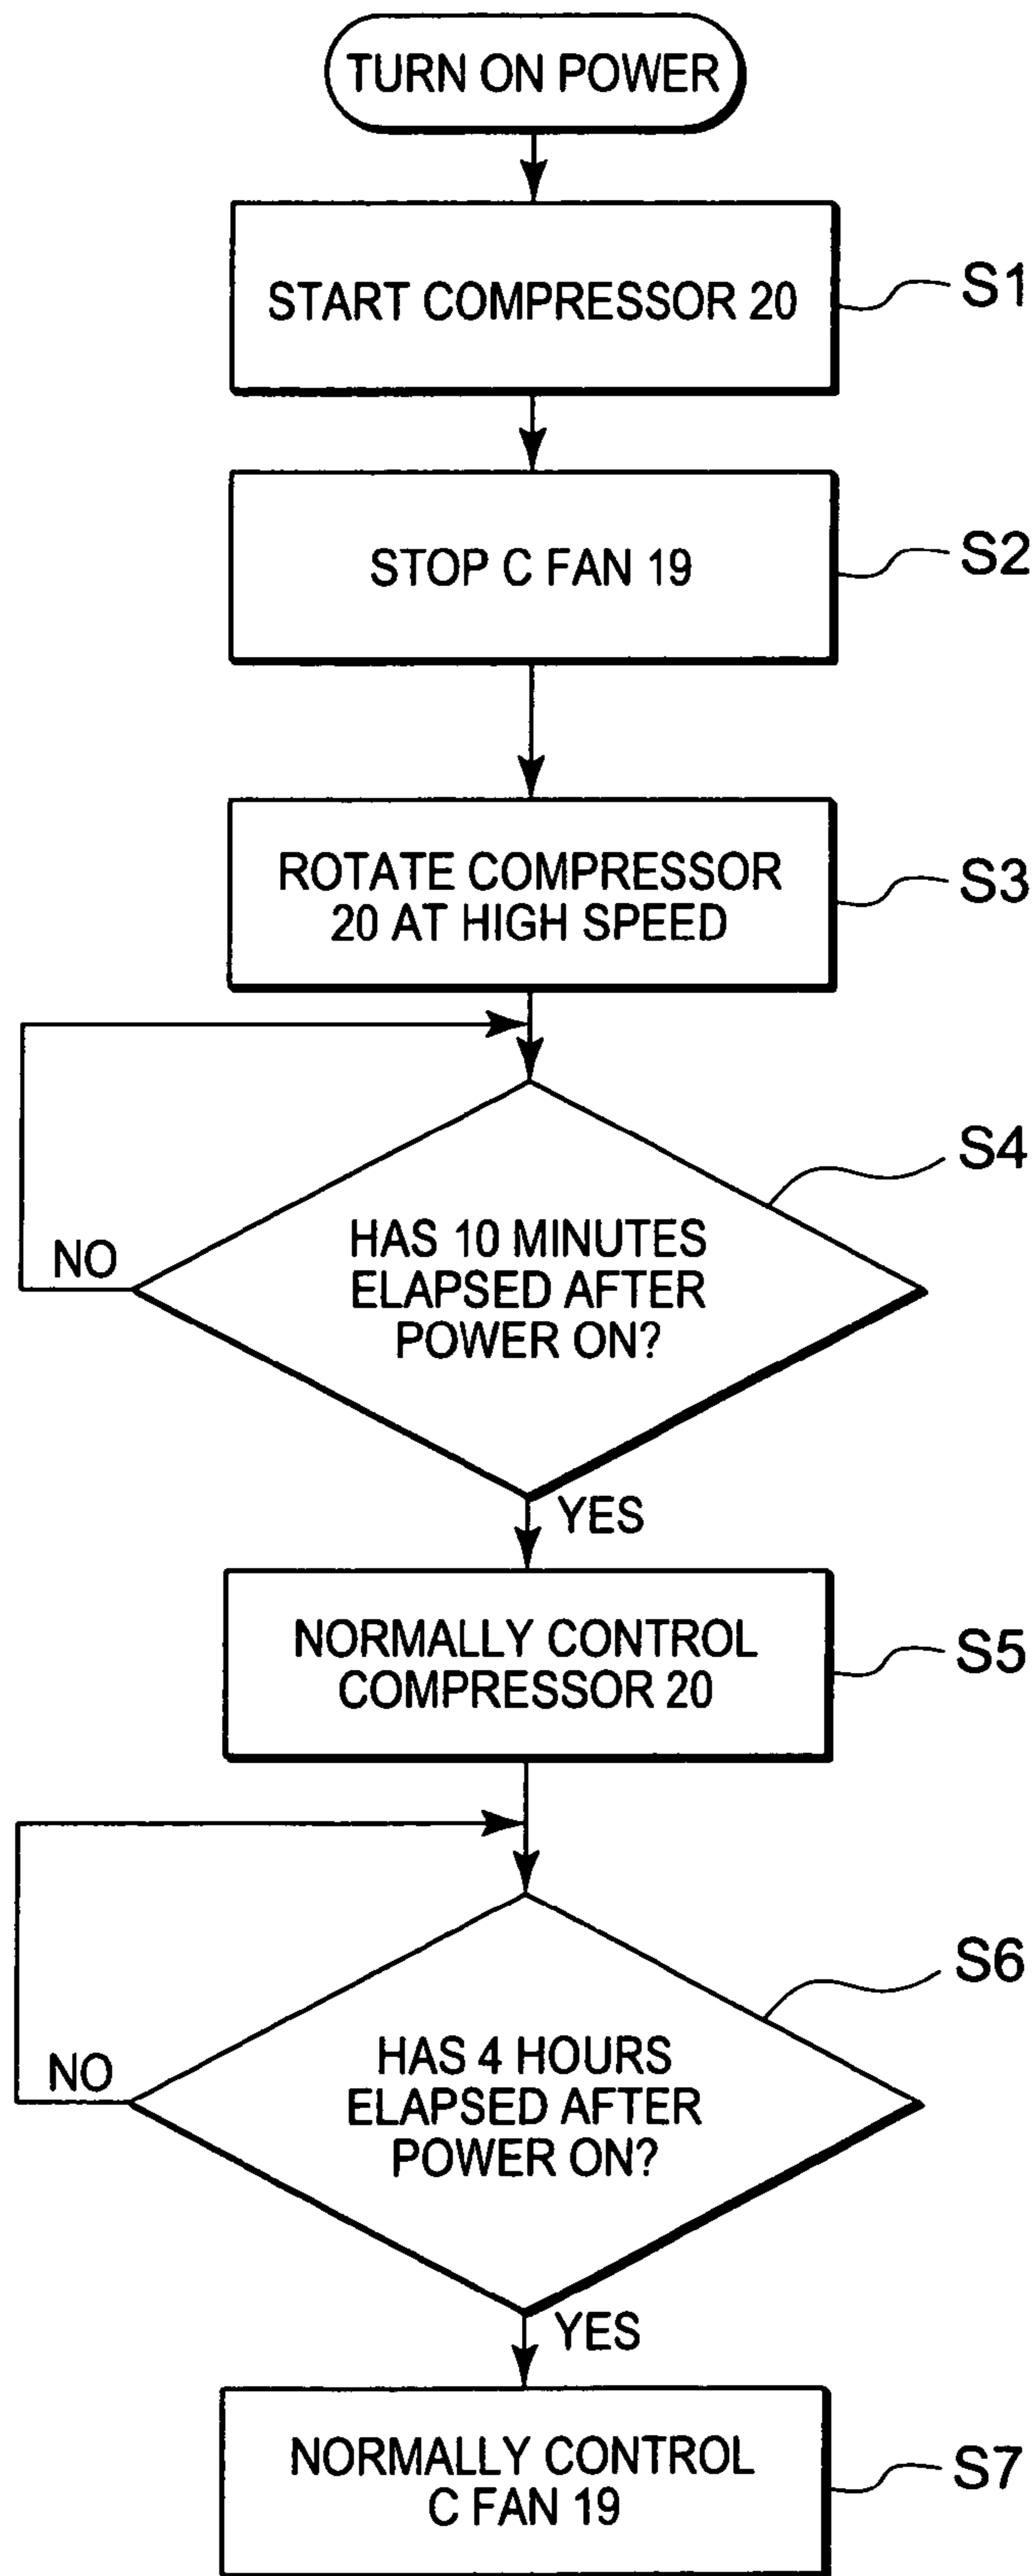 TURN ON POWER
START COMPRESSOR 20
S1
STOP C FAN 19
S2
ROTATE COMPRESSOR
20 AT HIGH SPEED
S3
HAS 10 MINUTES
ELAPSED AFTER
POWER ON?
S4
NO
YES
NORMALLY CONTROL
COMPRESSOR 20
S5
HAS 4 HOURS
ELAPSED AFTER
POWER ON?
S6
NO
YES
NORMALLY CONTROL
C FAN 19
S7